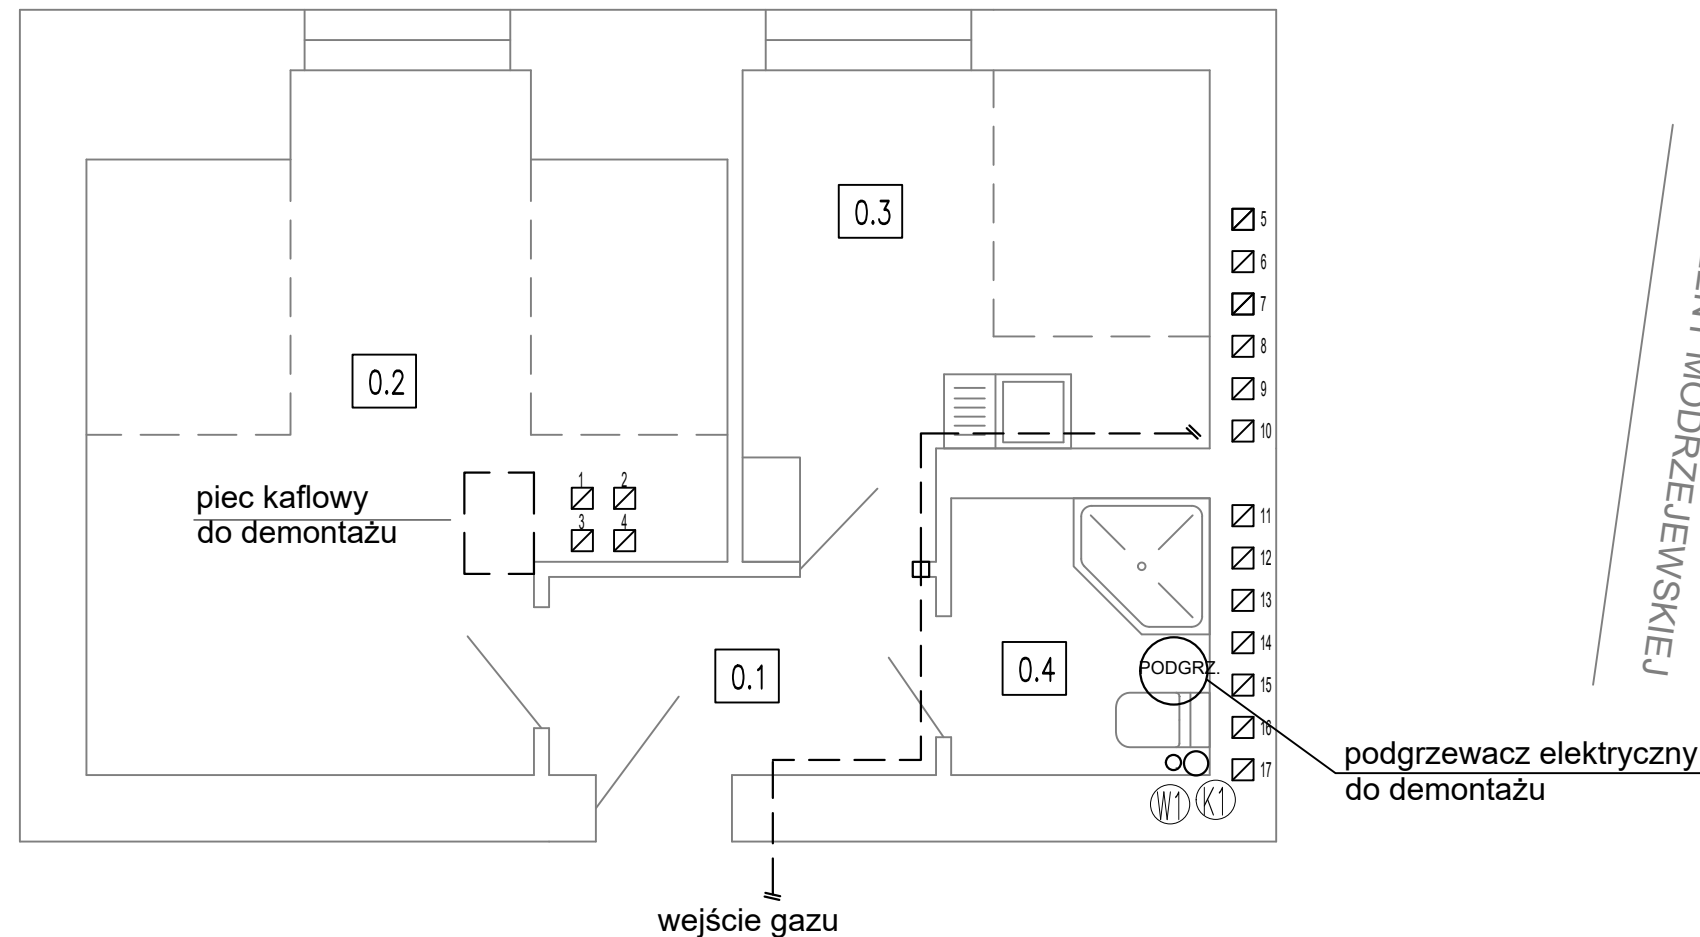 0.3
5
6
7
8
9
10
0.2
piec kaflowy
do demontażu
1
2
3
4
11
12
13
14
15
16
17
0.1
0.4
PODGRZ.
podgrzewacz elektryczny
do demontażu
W1
K1
wejście gazu
MODRZEJEWSKIEJ